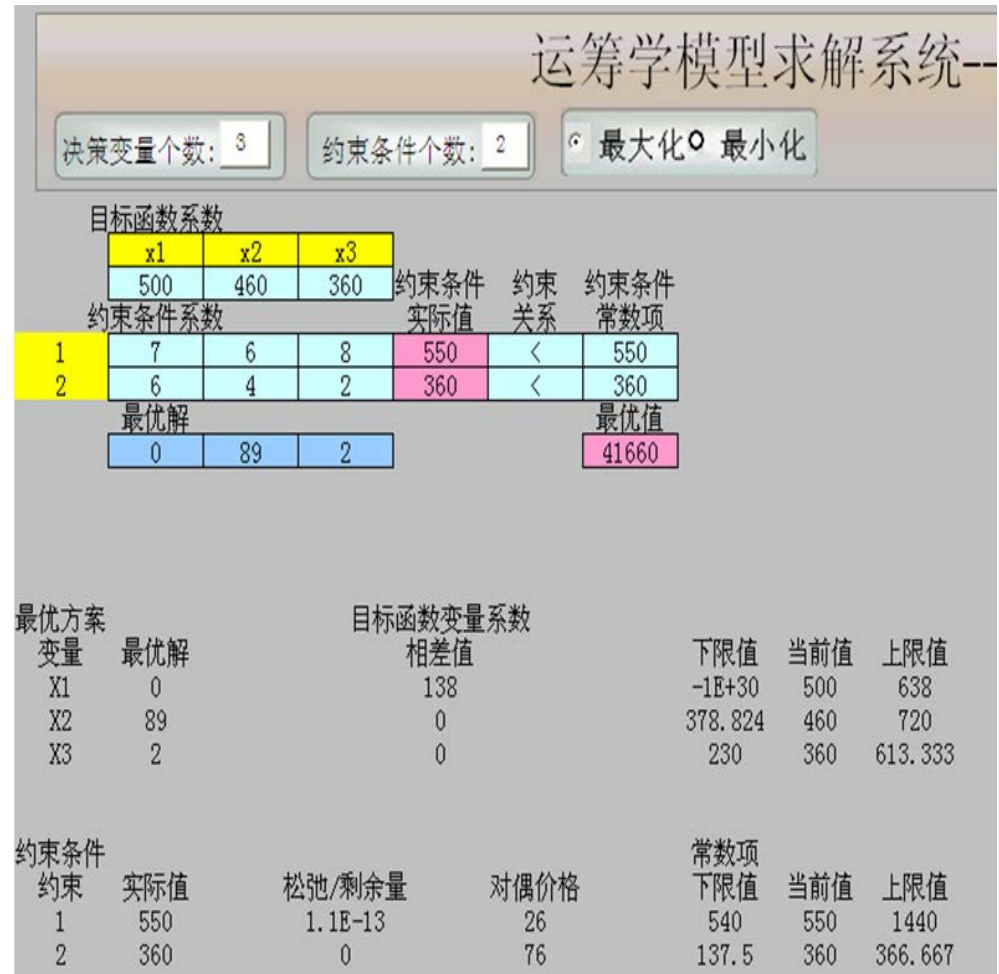 运筹学模型求解系统--
决策变量个数: 3 约束条件个数: 2 最大化 最小化
目标函数系数
x1 x2 x3
500 460 360 约束条件 约束 约束条件
约束条件系数 实际值 关系 常数项
1 7 6 8 550 < 550
2 6 4 2 360 < 360
最优解 最优值
0 89 2 41660
最优方案 目标函数变量系数
变量 最优解 相差值 下限值 当前值 上限值
X1 0 138 -1E+30 500 638
X2 89 0 378.824 460 720
X3 2 0 230 360 613.333
约束条件 常数项
约束 实际值 松弛/剩余量 对偶价格 下限值 当前值 上限值
1 550 1.1E-13 26 540 550 1440
2 360 0 76 137.5 360 366.667